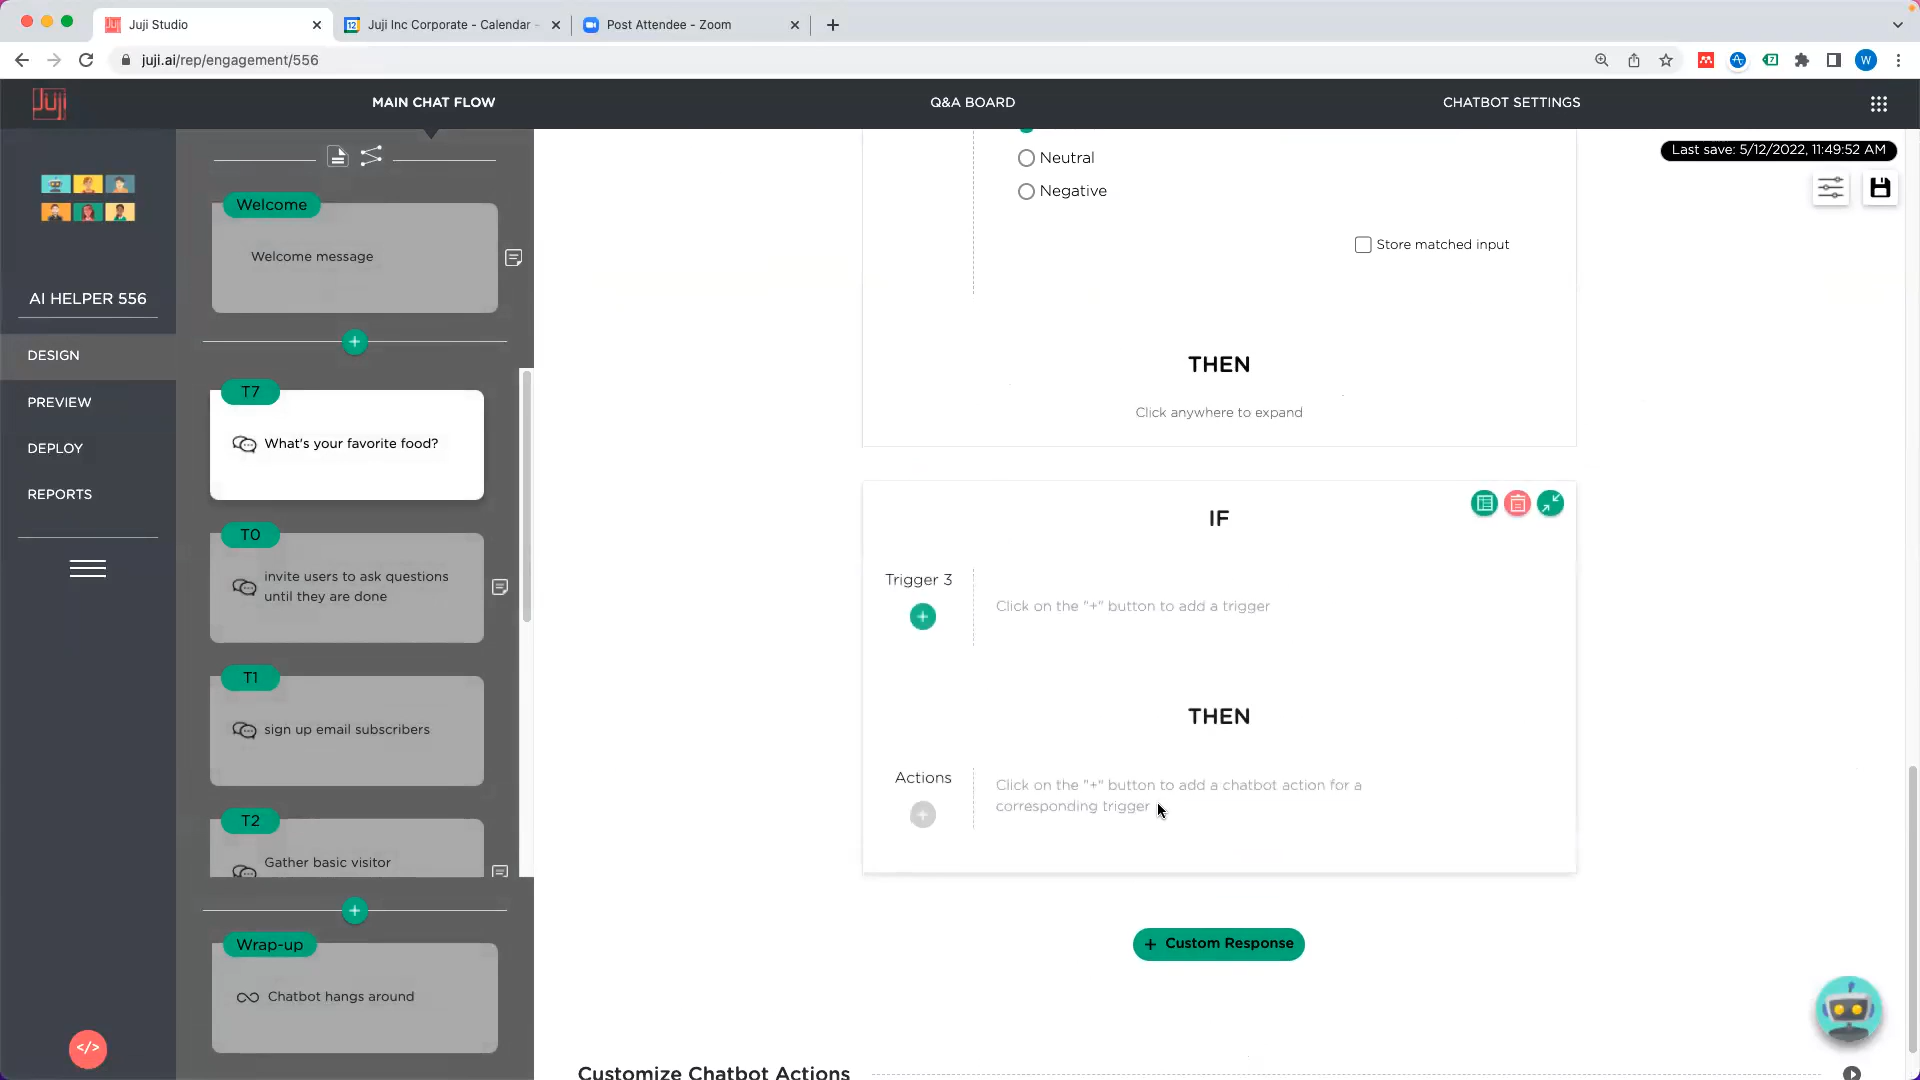 Juji Studio
Juji Inc Corporate - Calendar -
Post Attendee - Zoom
juji.ai/rep/engagement/556
W
Juji
MAIN CHAT FLOW
Q&A BOARD
CHATBOT SETTINGS
Last save: 5/12/2022, 11:49:52 AM
AI HELPER 556
DESIGN
PREVIEW
DEPLOY
REPORTS
</>
Welcome
Welcome message
T7
What's your favorite food?
T0
invite users to ask questions
until they are done
T1
sign up email subscribers
T2
Gather basic visitor
Wrap-up
Chatbot hangs around
Neutral
Negative
Store matched input
THEN
Click anywhere to expand
IF
Trigger 3
Click on the "+" button to add a trigger
THEN
Actions
Click on the "+" button to add a chatbot action for a
corresponding trigger
+ Custom Response
Customize Chatbot Actions